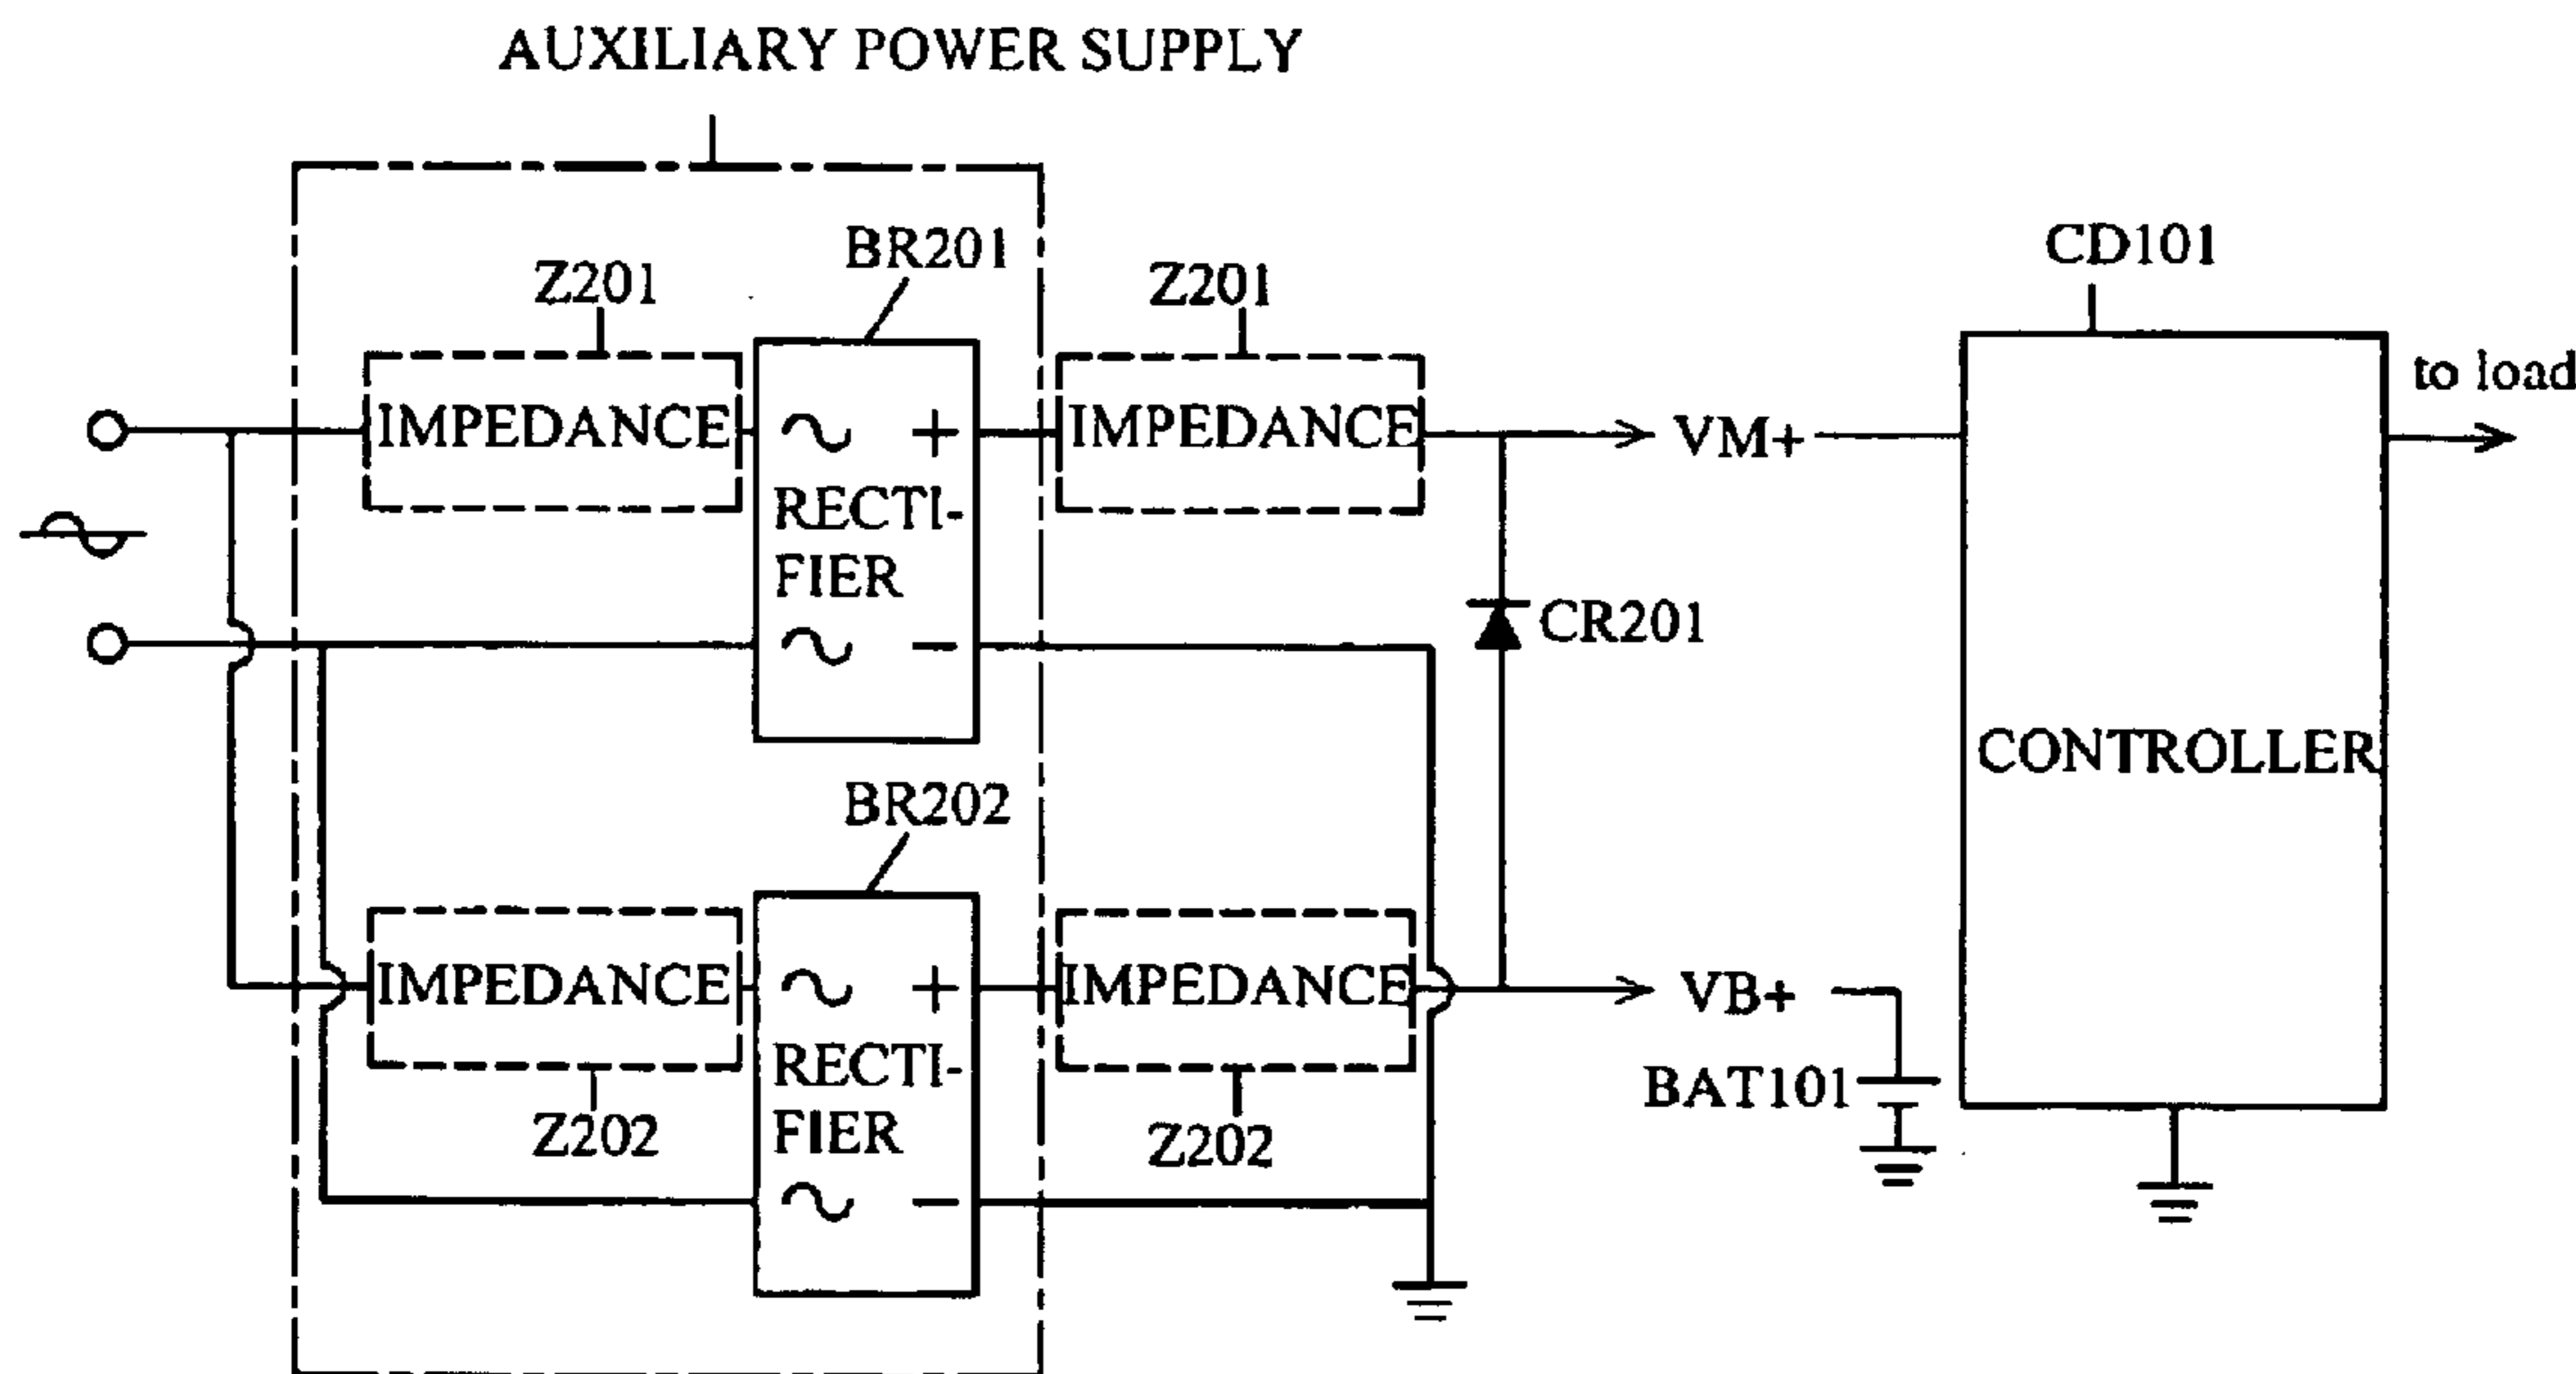 AUXILIARY POWER SUPPLY
BR201
CD101
Z201
Z201
to load
IMPEDANCE
+
IMPEDANCE
VM+
RECTI-
FIER
CR201
−
CONTROLLER
BR202
IMPEDANCE
+
IMPEDANCE
VB+
RECTI-
FIER
BAT101
Z202
Z202
−